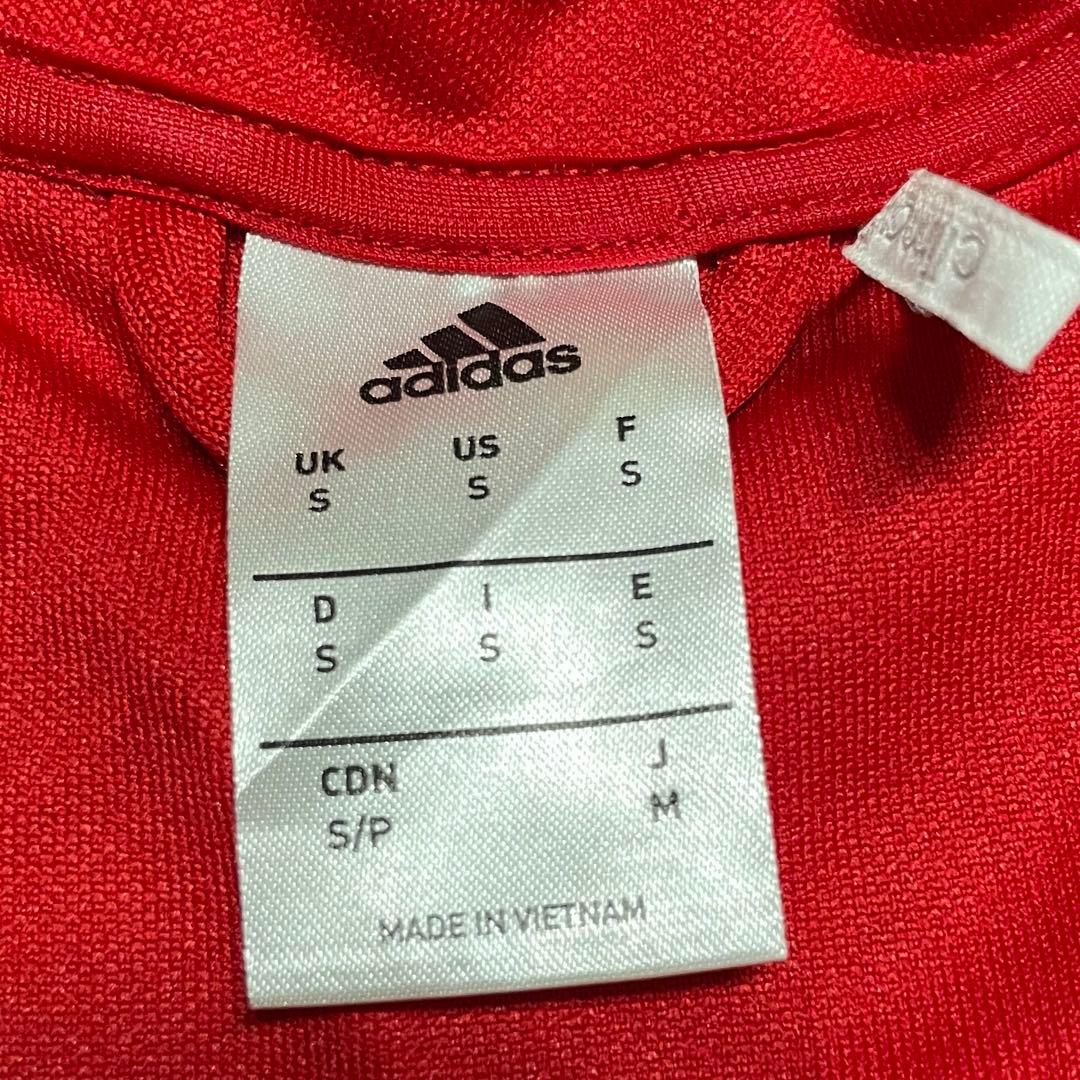 adidas
UK US F
S S S
D I E
S S S
CDN J
S/P M
MADE IN VIETNAM